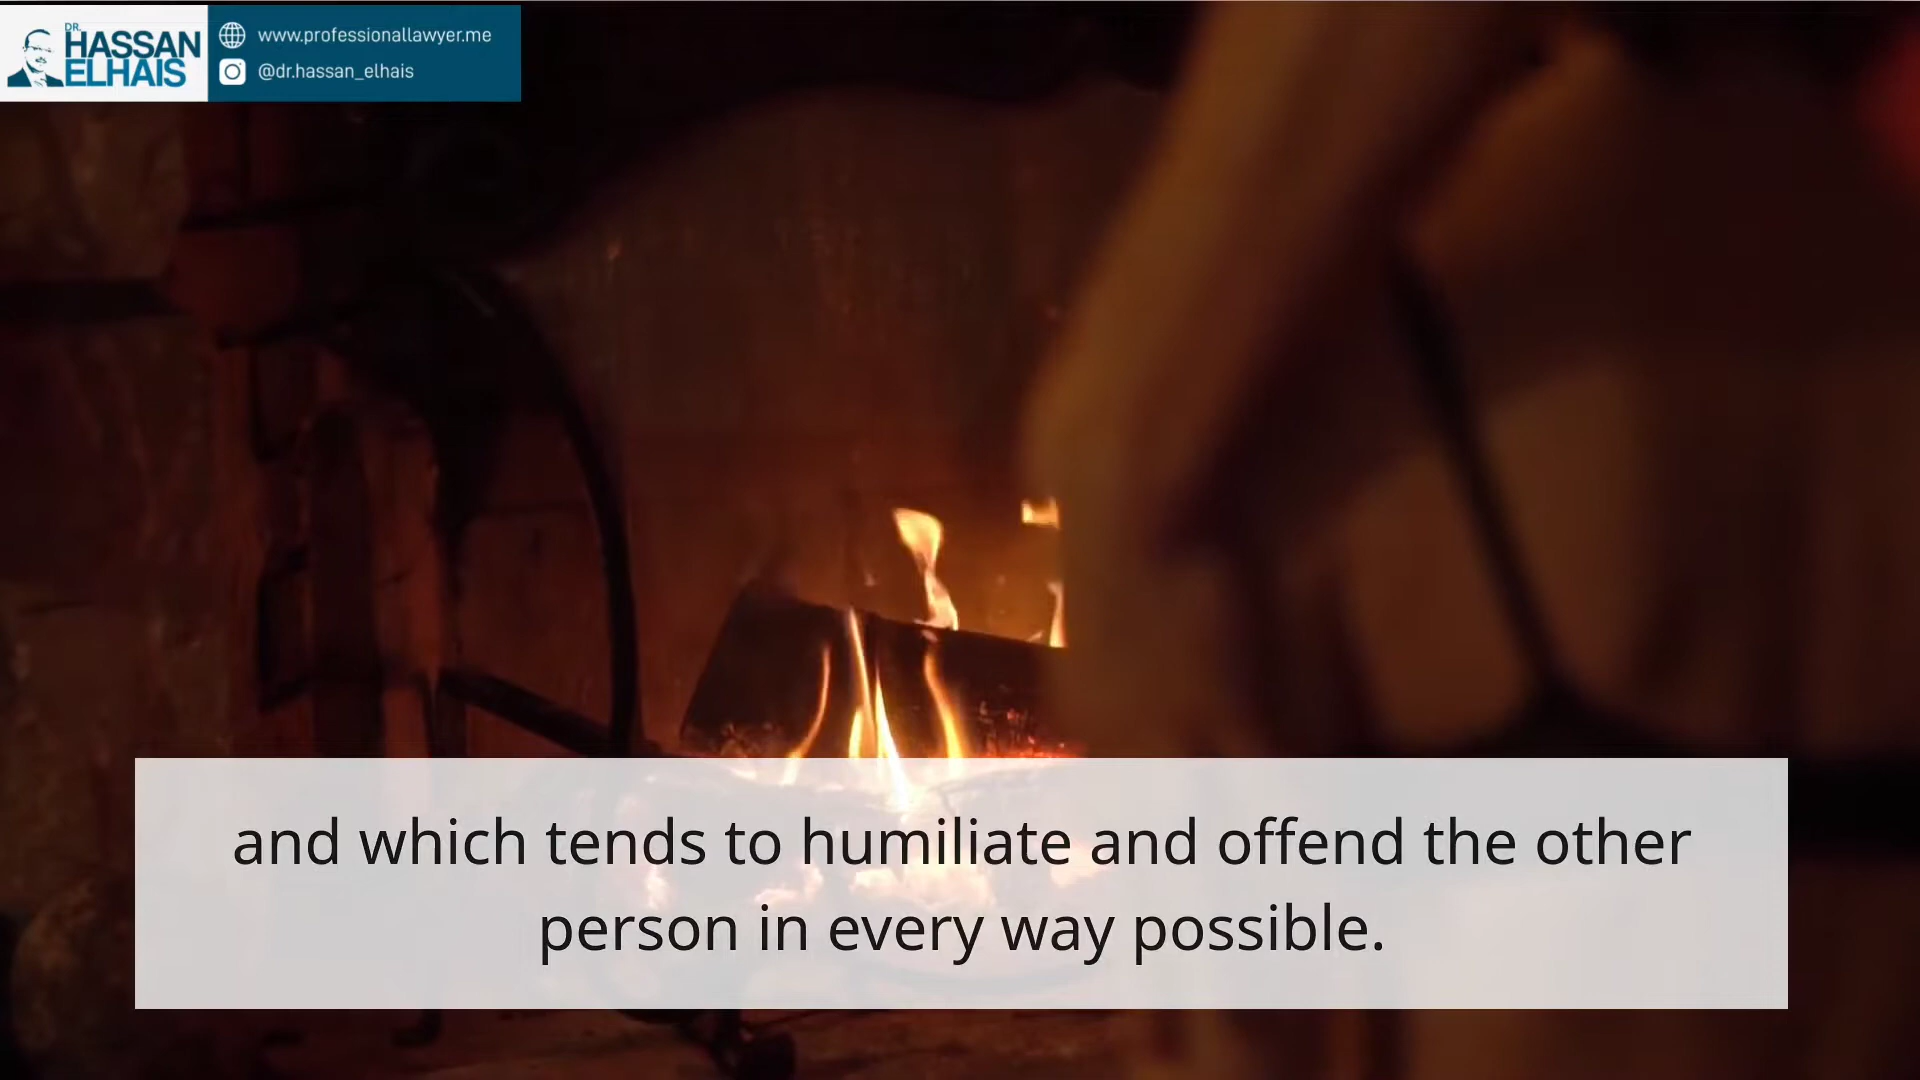 DR.
HASSAN
ELHAIS
www.professionallawyer.me
@dr.hassan_elhais
and which tends to humiliate and offend the other
person in every way possible.